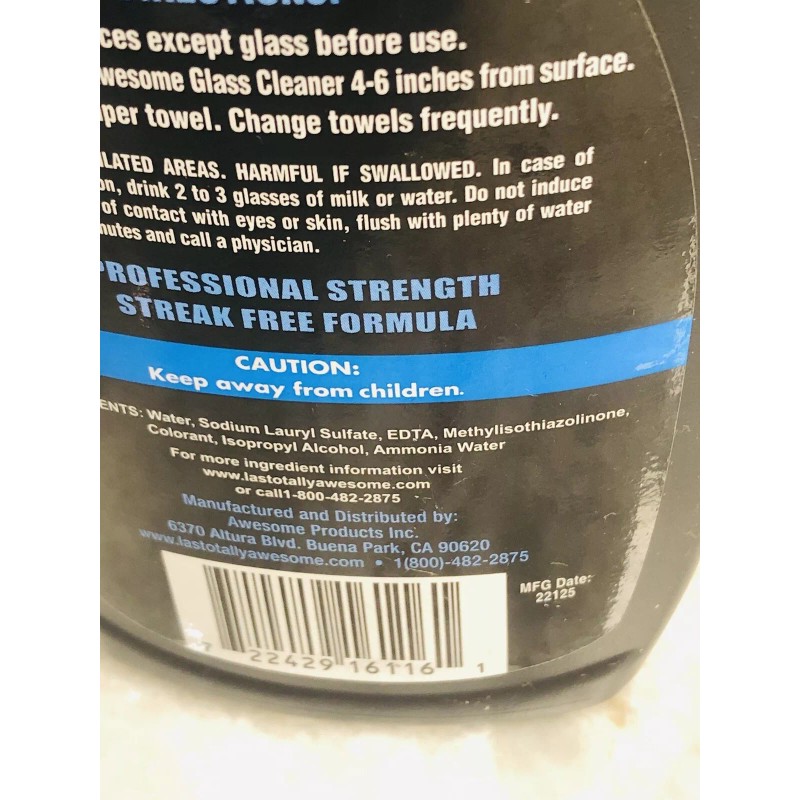 ces except glass before use.
wesome Glass Cleaner 4-6 inches from surface.
per towel. Change towels frequently.
LATED AREAS. HARMFUL IF SWALLOWED. In case of
on, drink 2 to 3 glasses of milk or water. Do not induce
of contact with eyes or skin, flush with plenty of water
nutes and call a physician.
PROFESSIONAL STRENGTH
STREAK FREE FORMULA
CAUTION:
Keep away from children.
ENTS: Water, Sodium Lauryl Sulfate, EDTA, Methylisothiazolinone,
Colorant, Isopropyl Alcohol, Ammonia Water
For more ingredient information visit
www.lastotallyawesome.com
or call1-800-482-2875
Manufactured and Distributed by:
Awesome Products Inc.
6370 Altura Blvd. Buena Park, CA 90620
www.lastotallyawesome.com • 1(800)-482-2875
MFG Date:
22125
7 22429 16116 1